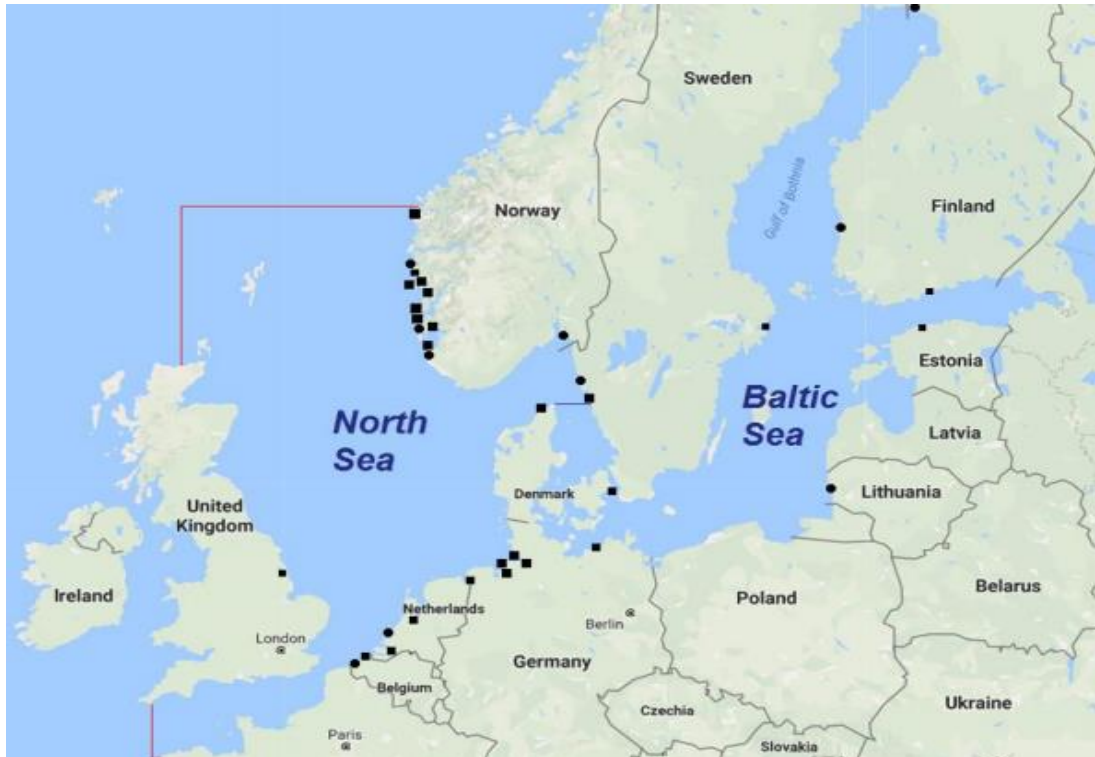 Sweden
Gulf of Bothnia
Norway
Finland
Estonia
North
Sea
Baltic
Sea
Latvia
Denmark
Lithuania
United
Kingdom
Ireland
Netherlands
Belarus
Poland
Berlin
London
Germany
Belgium
Ukraine
Czechia
Paris
Slovakia